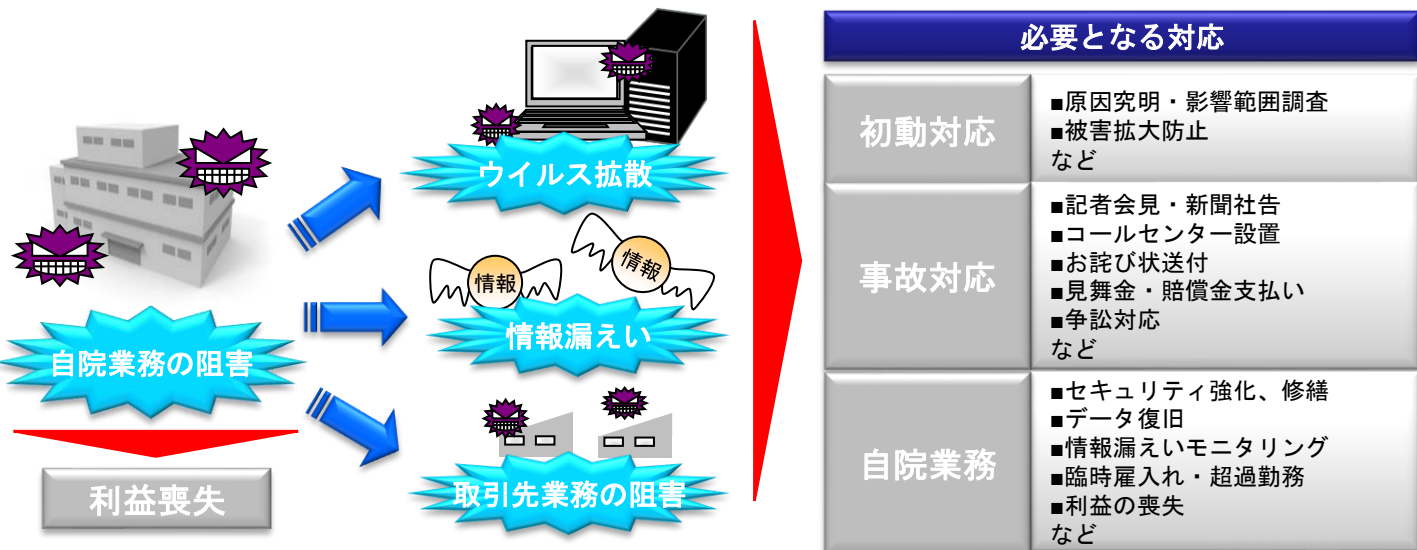 ウイルス拡散
情報
情報
情報漏えい
自院業務の阻害
利益喪失
取引先業務の阻害
必要となる対応
初動対応
■原因究明・影響範囲調査
■被害拡大防止
など
事故対応
■記者会見・新聞社告
■コールセンター設置
■お詫び状送付
■見舞金・賠償金支払い
■争訟対応
など
自院業務
■セキュリティ強化、修繕
■データ復旧
■情報漏えいモニタリング
■臨時雇入れ・超過勤務
■利益の喪失
など